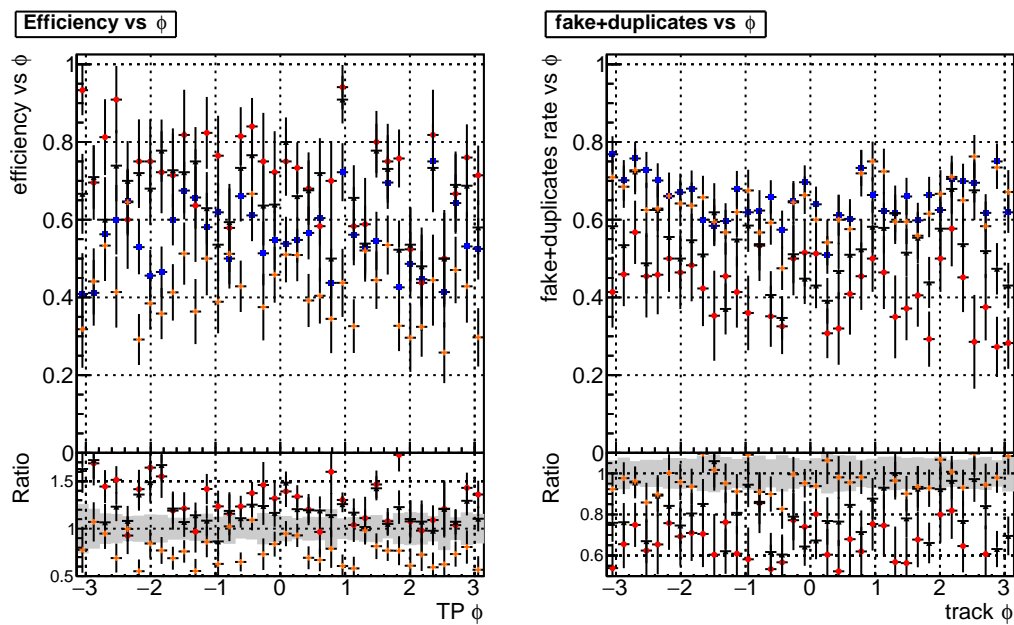 Efficiency vs ϕ
efficiency vs ϕ
1
0.8
0.6
0.4
0.2
0
Ratio
1.5
1
0.5
−3 −2 −1 0 1 2 3
TP ϕ
fake+duplicates vs ϕ
fake+duplicates rate vs ϕ
1
0.8
0.6
0.4
0.2
0
Ratio
1
0.8
0.6
−3 −2 −1 0 1 2 3
track ϕ